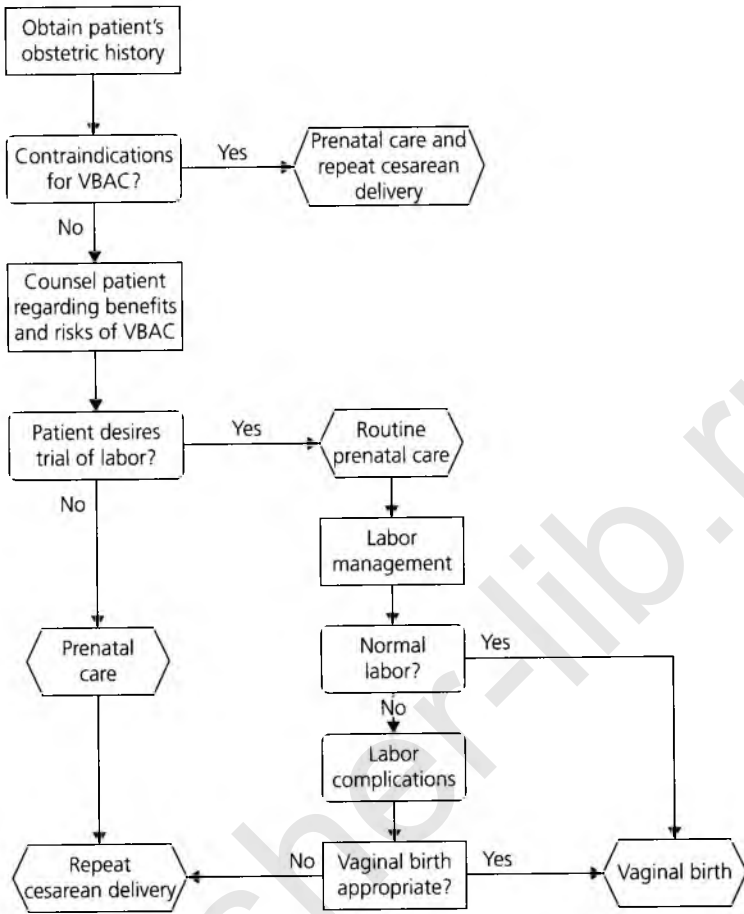 Obtain patient's
obstetric history
Contraindications
for VBAC?
Yes
Prenatal care and
repeat cesarean
delivery
No
Counsel patient
regarding benefits
and risks of VBAC
Patient desires
trial of labor?
Yes
Routine
prenatal care
No
Labor
management
Prenatal
care
Normal
labor?
Yes
No
Labor
complications
Repeat
cesarean delivery
No
Vaginal birth
appropriate?
Yes
Vaginal birth